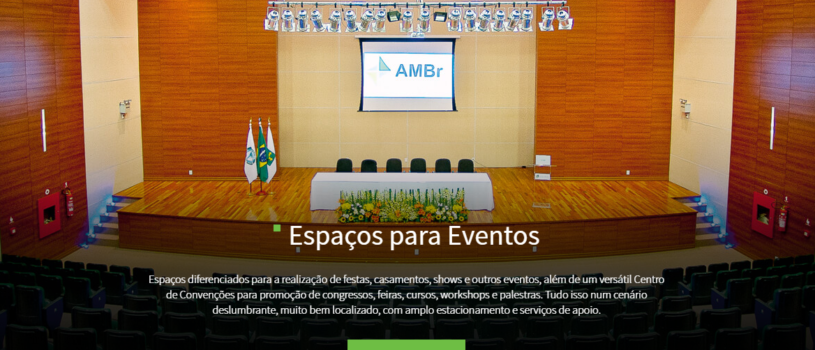 AMBr
Espaços para Eventos
Espaços diferenciados para a realização de festas, casamentos, shows e outros eventos, além de um versátil Centro
de Convenções para promoção de congressos, feiras, cursos, workshops e palestras. Tudo isso num cenário
deslumbrante, muito bem localizado, com amplo estacionamento e serviços de apoio.